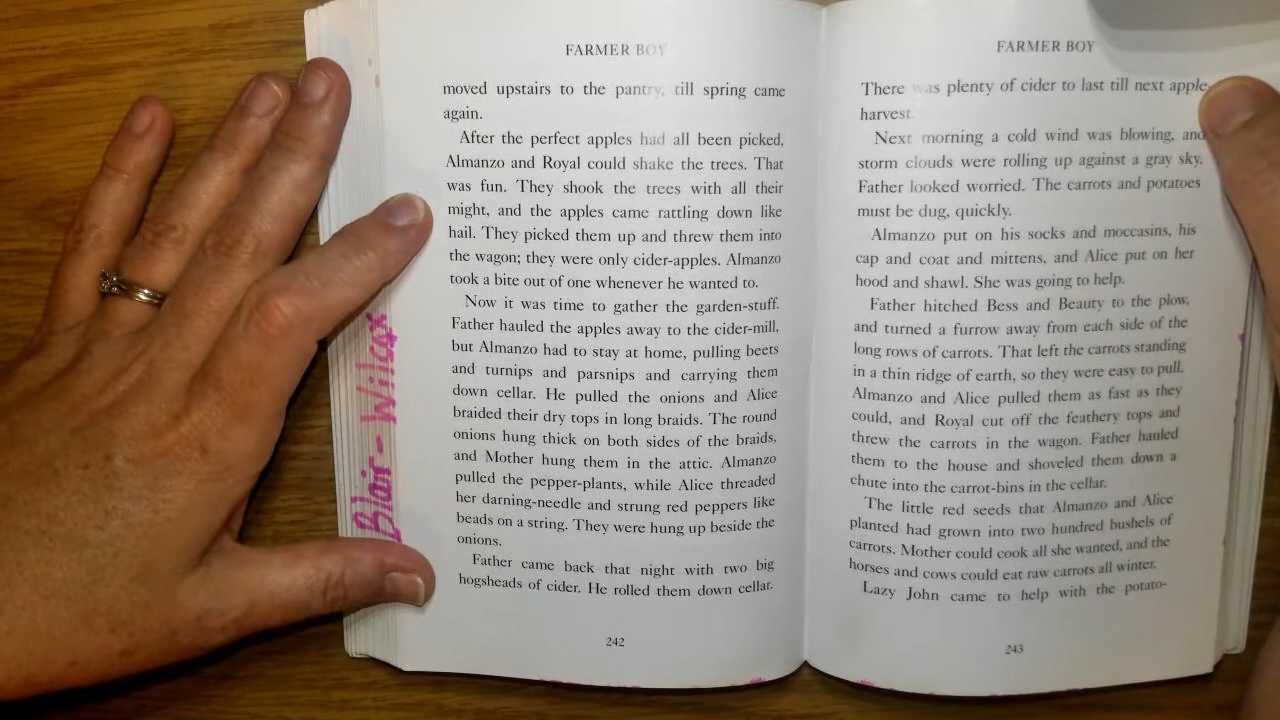 FARMER BOY
moved upstairs to the pantry, till spring came
again.
After the perfect apples had all been picked,
Almanzo and Royal could shake the trees. That
was fun. They shook the trees with all their
might, and the apples came rattling down like
hail. They picked them up and threw them into
the wagon; they were only cider-apples. Almanzo
took a bite out of one whenever he wanted to.
Now it was time to gather the garden-stuff.
Father hauled the apples away to the cider-mill,
but Almanzo had to stay at home, pulling beets
and turnips and parsnips and carrying them
down cellar. He pulled the onions and Alice
braided their dry tops in long braids. The round
onions hung thick on both sides of the braids,
and Mother hung them in the attic. Almanzo
pulled the pepper-plants, while Alice threaded
her darning-needle and strung red peppers like
beads on a string. They were hung up beside the
onions.
Father came back that night with two big
hogsheads of cider. He rolled them down cellar.
242
Blair-Wilcox
FARMER BOY
There was plenty of cider to last till next apple-
harvest.
Next morning a cold wind was blowing, and
storm clouds were rolling up against a gray sky.
Father looked worried. The carrots and potatoes
must be dug, quickly.
Almanzo put on his socks and moccasins, his
cap and coat and mittens, and Alice put on her
hood and shawl. She was going to help.
Father hitched Bess and Beauty to the plow,
and turned a furrow away from each side of the
long rows of carrots. That left the carrots standing
in a thin ridge of earth, so they were easy to pull.
Almanzo and Alice pulled them as fast as they
could, and Royal cut off the feathery tops and
threw the carrots in the wagon. Father hauled
them to the house and shoveled them down a
chute into the carrot-bins in the cellar.
The little red seeds that Almanzo and Alice
planted had grown into two hundred bushels of
carrots. Mother could cook all she wanted, and the
horses and cows could eat raw carrots all winter.
Lazy John came to help with the potato-
243